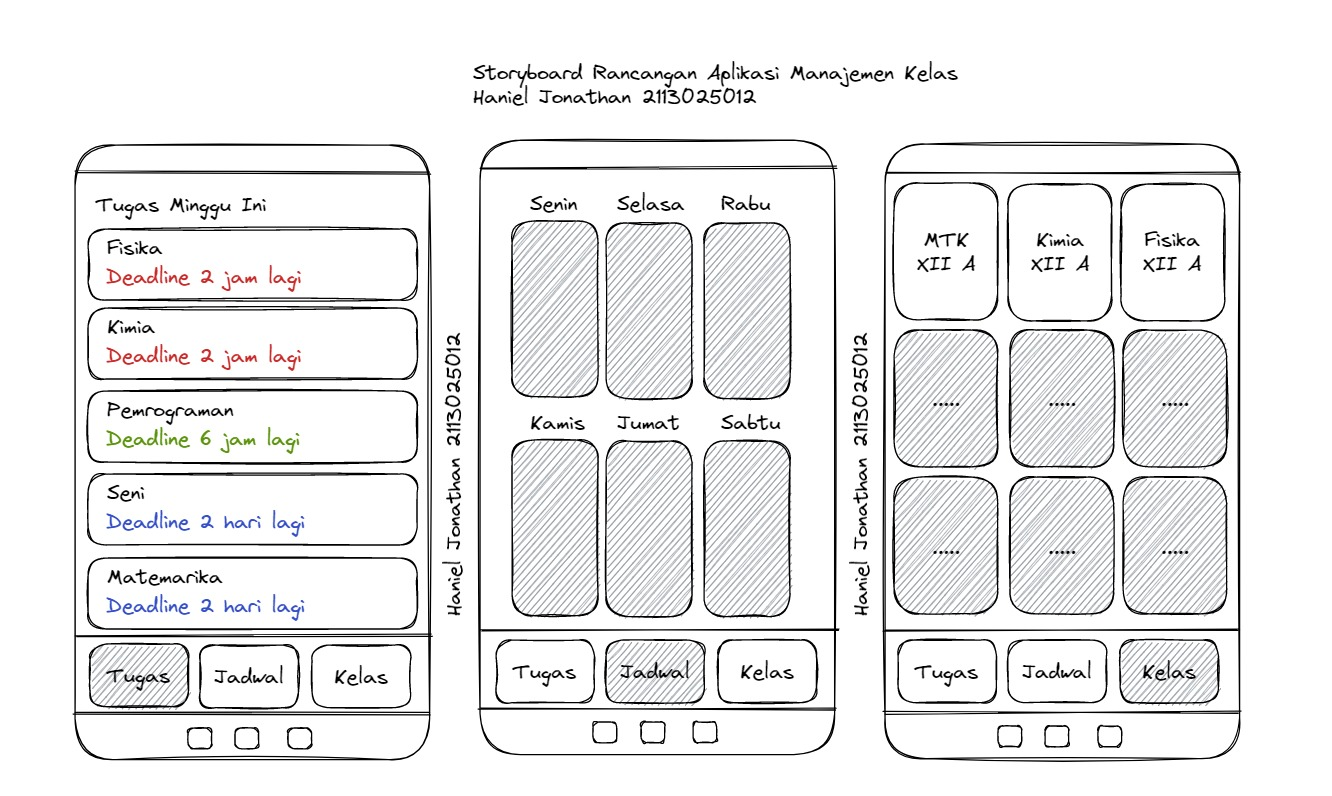 Storyboard Rancangan Aplikasi Manajemen Kelas
Haniel Jonathan 2113025012
Tugas Minggu Ini
Fisika
Deadline 2 jam lagi
Kimia
Deadline 2 jam lagi
Pemrograman
Deadline 6 jam lagi
Seni
Deadline 2 hari lagi
Matemarika
Deadline 2 hari lagi
Tugas Jadwal Kelas
Haniel Jonathan 2113025012
Senin Selasa Rabu
Kamis Jumat Sabtu
Tugas Jadwal Kelas
Haniel Jonathan 2113025012
MTK
XII A
Kimia
XII A
Fisika
XII A
..... ..... .....
..... ..... .....
Tugas Jadwal Kelas